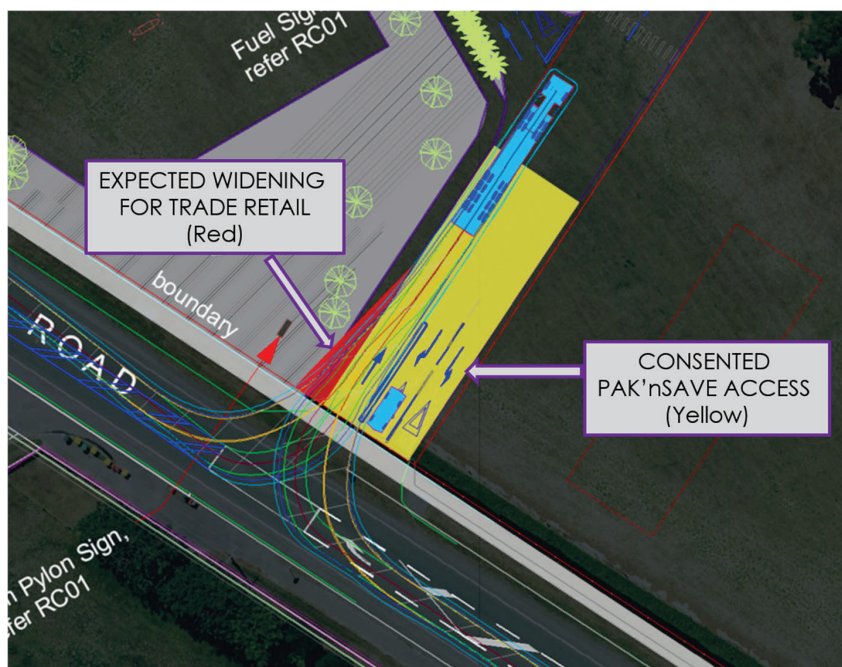 Fuel Sign,
refer RC01
EXPECTED WIDENING
FOR TRADE RETAIL
(Red)
boundary
ROAD
CONSENTED
PAK'nSAVE ACCESS
(Yellow)
Pylon Sign,
refer RC01